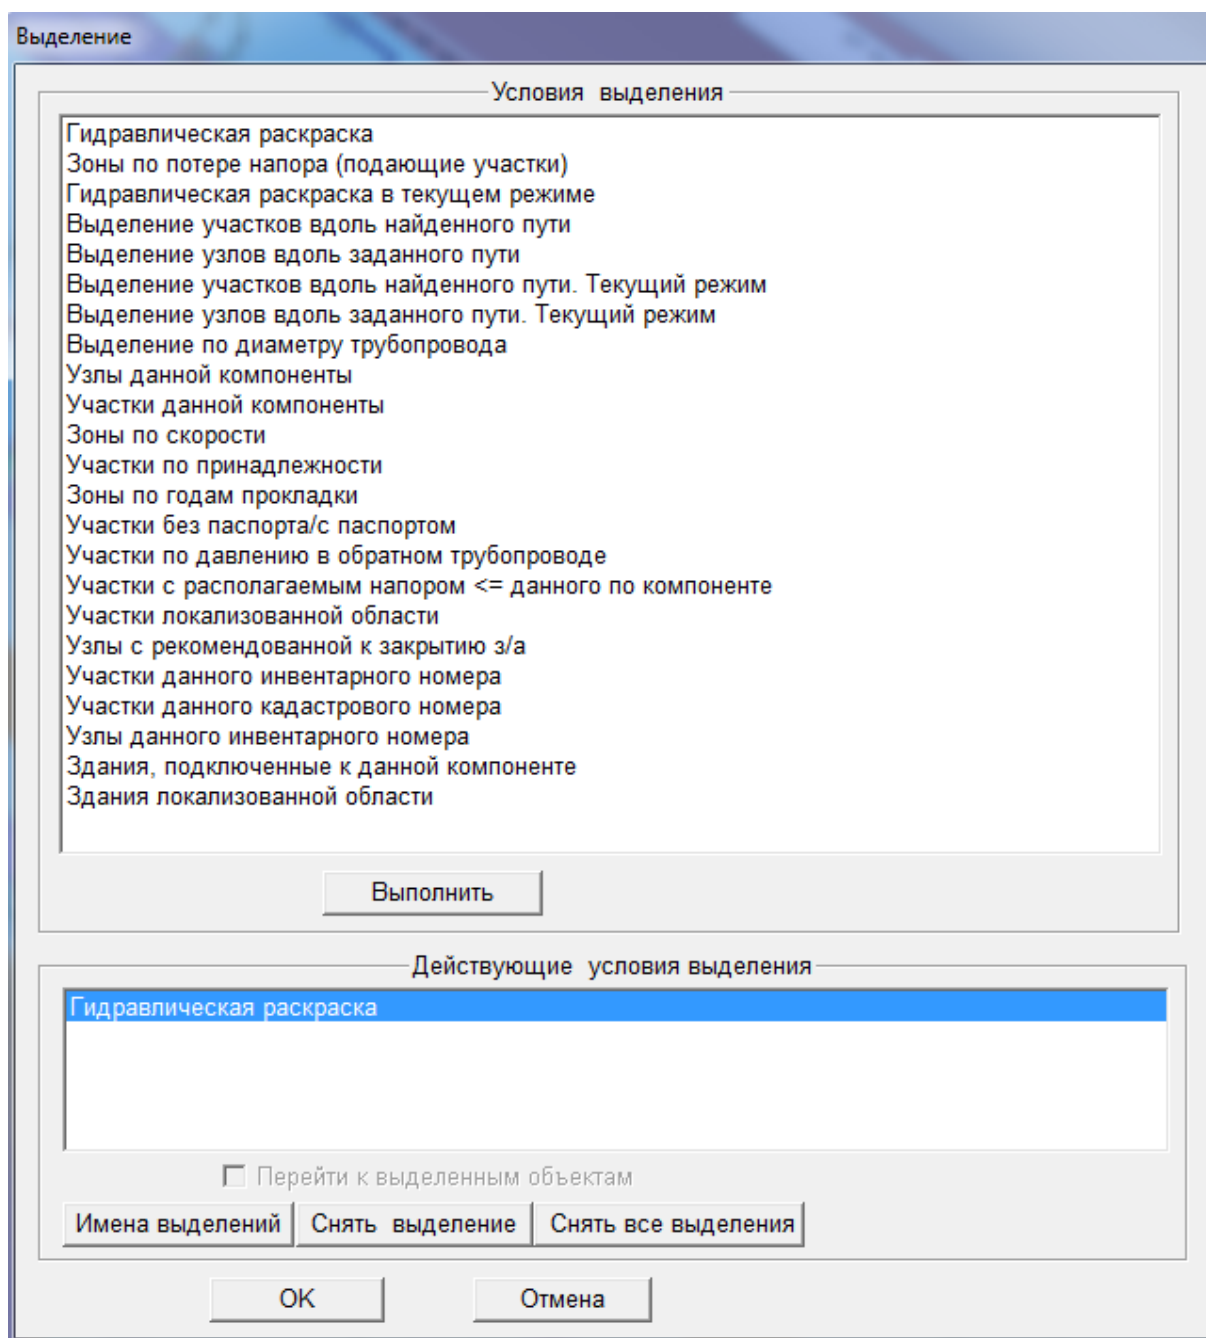 Выделение
Условия выделения
Гидравлическая раскраска
Зоны по потере напора (подающие участки)
Гидравлическая раскраска в текущем режиме
Выделение участков вдоль найденного пути
Выделение узлов вдоль заданного пути
Выделение участков вдоль найденного пути. Текущий режим
Выделение узлов вдоль заданного пути. Текущий режим
Выделение по диаметру трубопровода
Узлы данной компоненты
Участки данной компоненты
Зоны по скорости
Участки по принадлежности
Зоны по годам прокладки
Участки без паспорта/с паспортом
Участки по давлению в обратном трубопроводе
Участки с располагаемым напором <= данного по компоненте
Участки локализованной области
Узлы с рекомендованной к закрытию з/а
Участки данного инвентарного номера
Участки данного кадастрового номера
Узлы данного инвентарного номера
Здания, подключенные к данной компоненте
Здания локализованной области
Выполнить
Действующие условия выделения
Гидравлическая раскраска
Перейти к выделенным объектам
Имена выделений Снять выделение Снять все выделения
OK Отмена